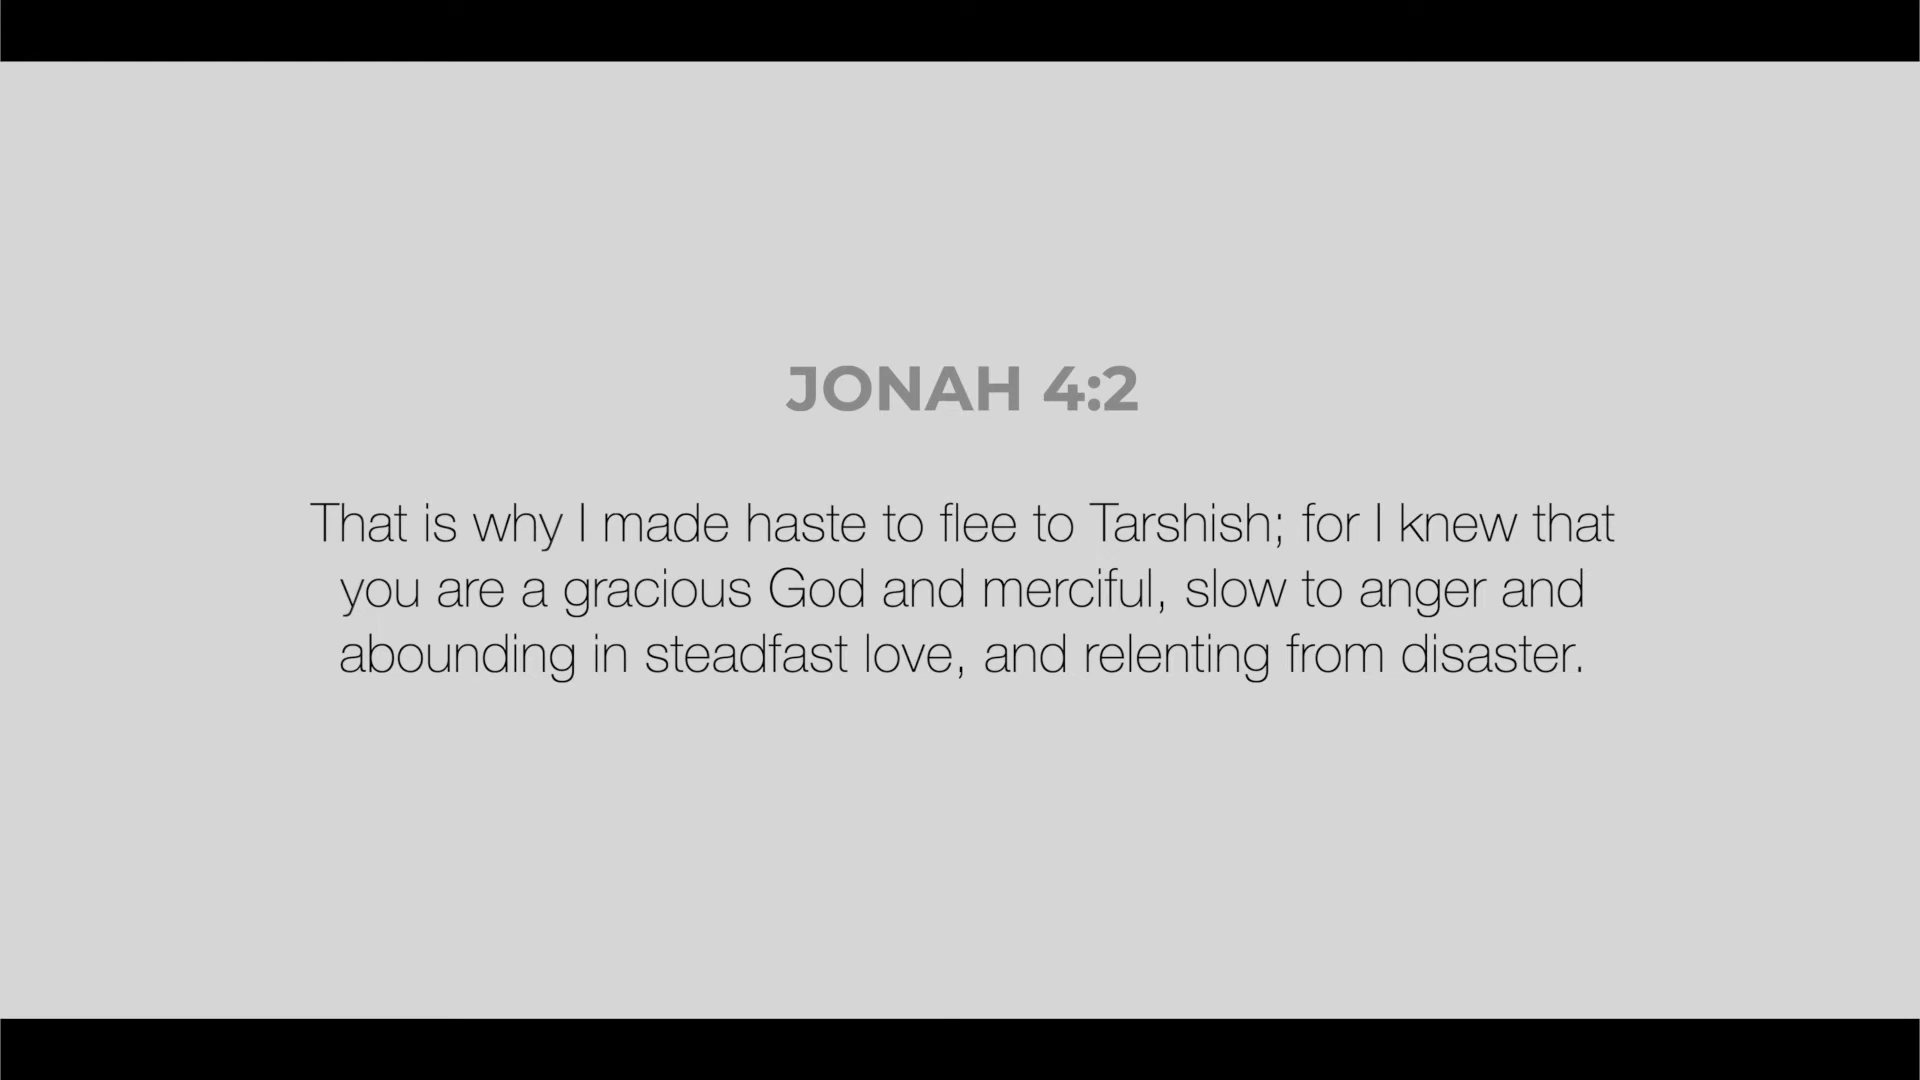 JONAH 4:2
That is why I made haste to flee to Tarshish; for I knew that
you are a gracious God and merciful, slow to anger and
abounding in steadfast love, and relenting from disaster.